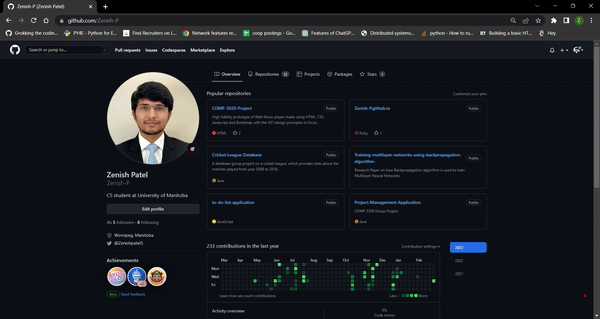 Zenish-P (Zenish Patel)
github.com/Zenish-P
Grokking the codin...
PY4E - Python for E...
Find Recruiters on L...
Network features re...
coop postings - Go...
Features of ChatGP...
Distributed systems...
python - How to ru...
Building a basic HT...
Hey
Search or jump to...
Pull requests Issues Codespaces Marketplace Explore
Overview Repositories 12 Projects Packages Stars 1
Popular repositories
Customize your pins
COMP-3020-Project
Public
High fidelity prototype of Web Music player made using HTML, CSS,
Javascript and Bootstrap with the HCI design principles in focus.
HTML 2
Zenish-P.github.io
Public
Ruby 1
Cricket-League-Database
Public
A database group project on a cricket league, which provides stats about the
matches played from year 2008 to 2016.
Java
Training-multilayer-networks-using-backpropagation-
algorithm-
Public
Research Paper on how Backpropagation algorithm is used to train
Multilayer Neural Networks.
to-do-list-application
Public
JavaScript
Project-Management-Application
Public
COMP 2150 Group Project
Java
Zenish Patel
Zenish-P
CS student at University of Manitoba
Edit profile
5 followers · 8 following
Winnipeg, Manitoba
@Zenishpatel5
Achievements
Beta Send feedback
233 contributions in the last year
Contribution settings
2023
2022
2021
Mar Apr May Jun Jul Aug Sep Oct Nov Dec Jan Feb
Mon
Wed
Fri
Learn how we count contributions
Less More
Activity overview
Code review